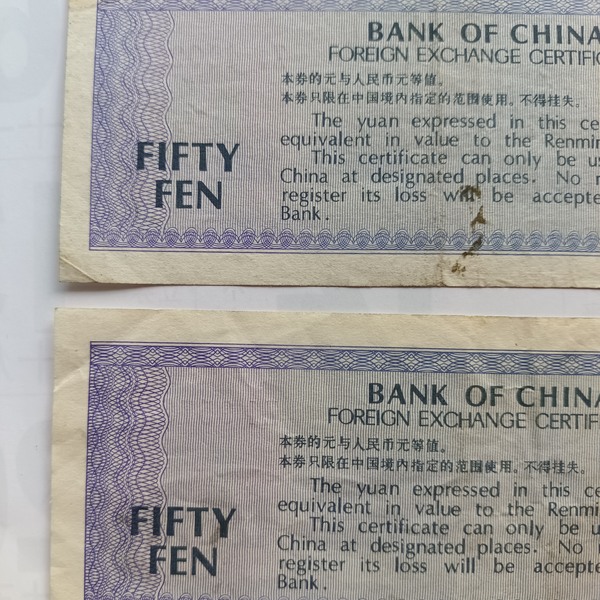 BANK OF CHINA
FOREIGN EXCHANGE
本券的元与人民币元等值。
本券只限在中国境内指定的范围使用。不得挂失。
The yuan expressed in this
equivalent in value to the
This certificate can only be
China at designated places. No
register its loss will be
Bank.
FIFTY
FEN
BANK OF CHINA
FOREIGN EXCHANGE
本券的元与人民币元等值。
本券只限在中国境内指定的范围使用。不得挂失。
The yuan expressed in this
equivalent in value to the
This certificate can only be
China at designated places. No
register its loss will be
Bank.
FIFTY
FEN